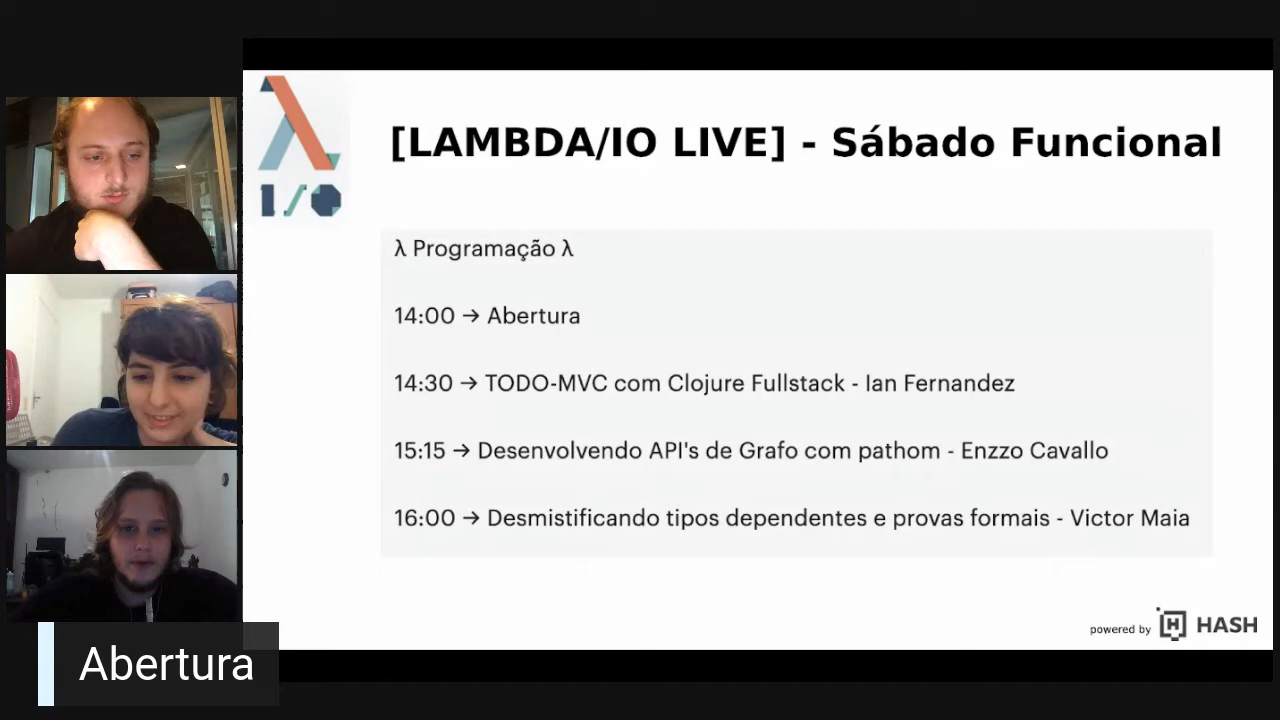 [LAMBDA/IO LIVE] - Sábado Funcional
I/O
λ Programação λ
14:00 → Abertura
14:30 → TODO-MVC com Clojure Fullstack - Ian Fernandez
15:15 → Desenvolvendo API's de Grafo com pathom - Enzzo Cavallo
16:00 → Desmistificando tipos dependentes e provas formais - Victor Maia
powered by H HASH
Abertura